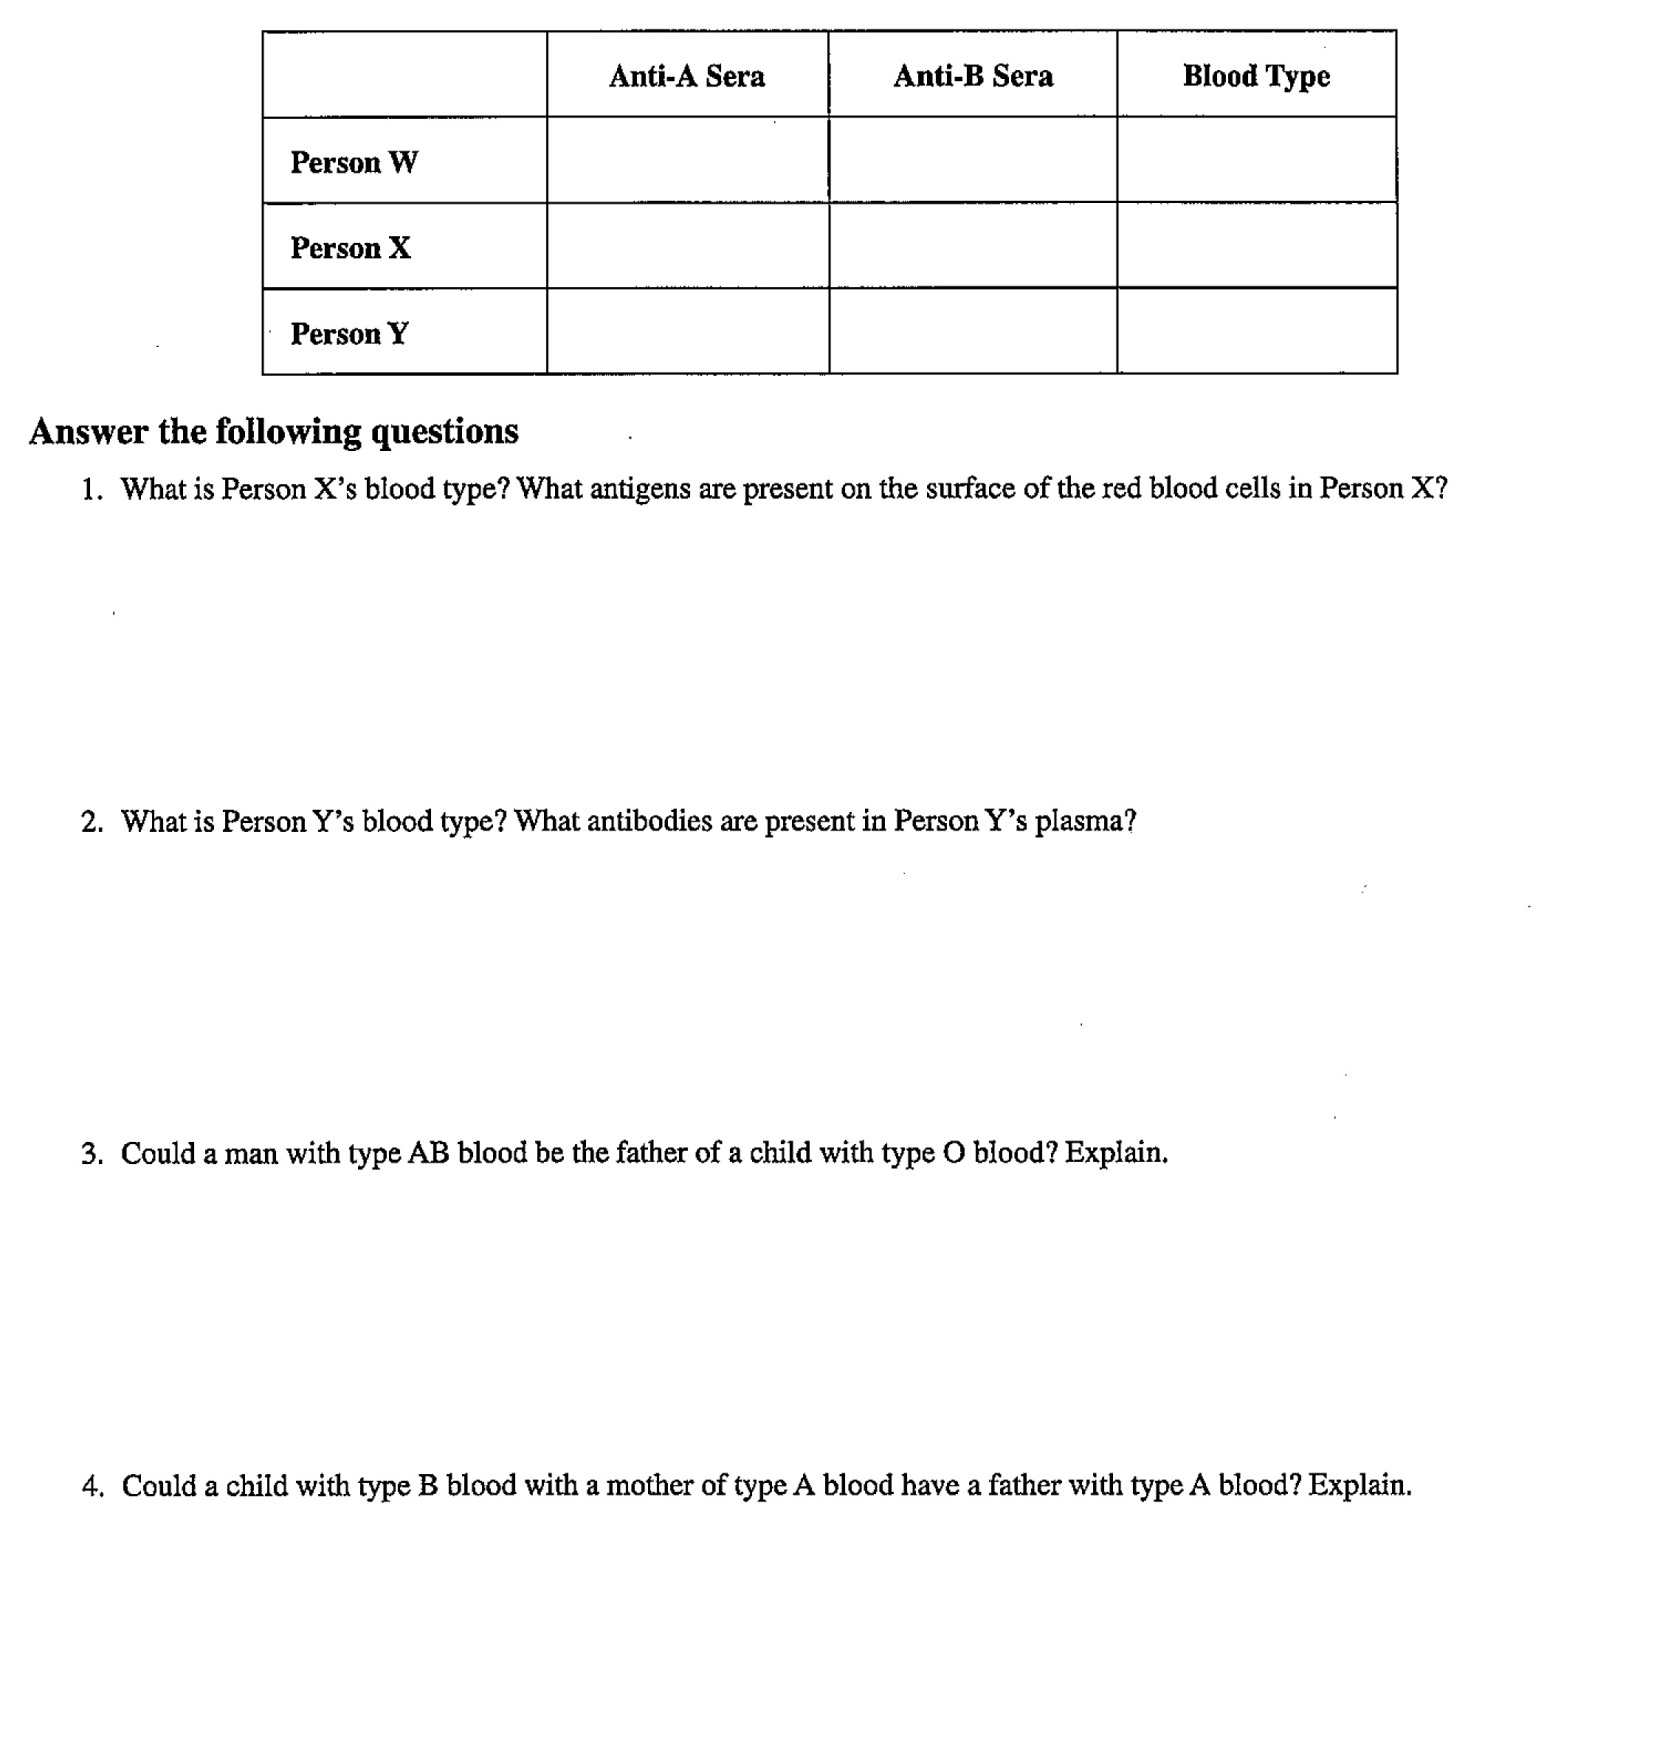 Anti-A Sera Anti-B Sera Blood Type
Person W
Person X
Person Y
Answer the following questions
1. What is Person X's blood type? What antigens are present on the surface of the red blood cells in Person X?
2. What is Person Y's blood type? What antibodies are present in Person Y's plasma?
3. Could a man with type AB blood be the father of a child with type O blood? Explain.
4. Could a child with type B blood with a mother of type A blood have a father with type A blood? Explain.